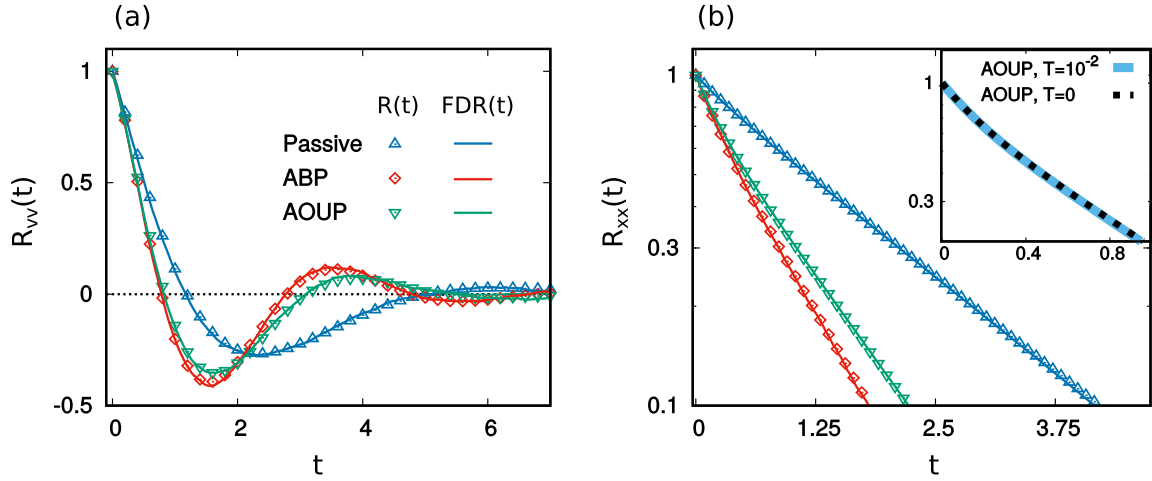 (a)
1
0.5
0
-0.5
0 2 4 6
R_vv(t)
t
R(t) FDR(t)
Passive
ABP
AOUP
(b)
1
0.3
0.1
0 1.25 2.5 3.75
R_xx(t)
t
AOUP, T=10^-2
AOUP, T=0
1
0.3
0 0.4 0.8